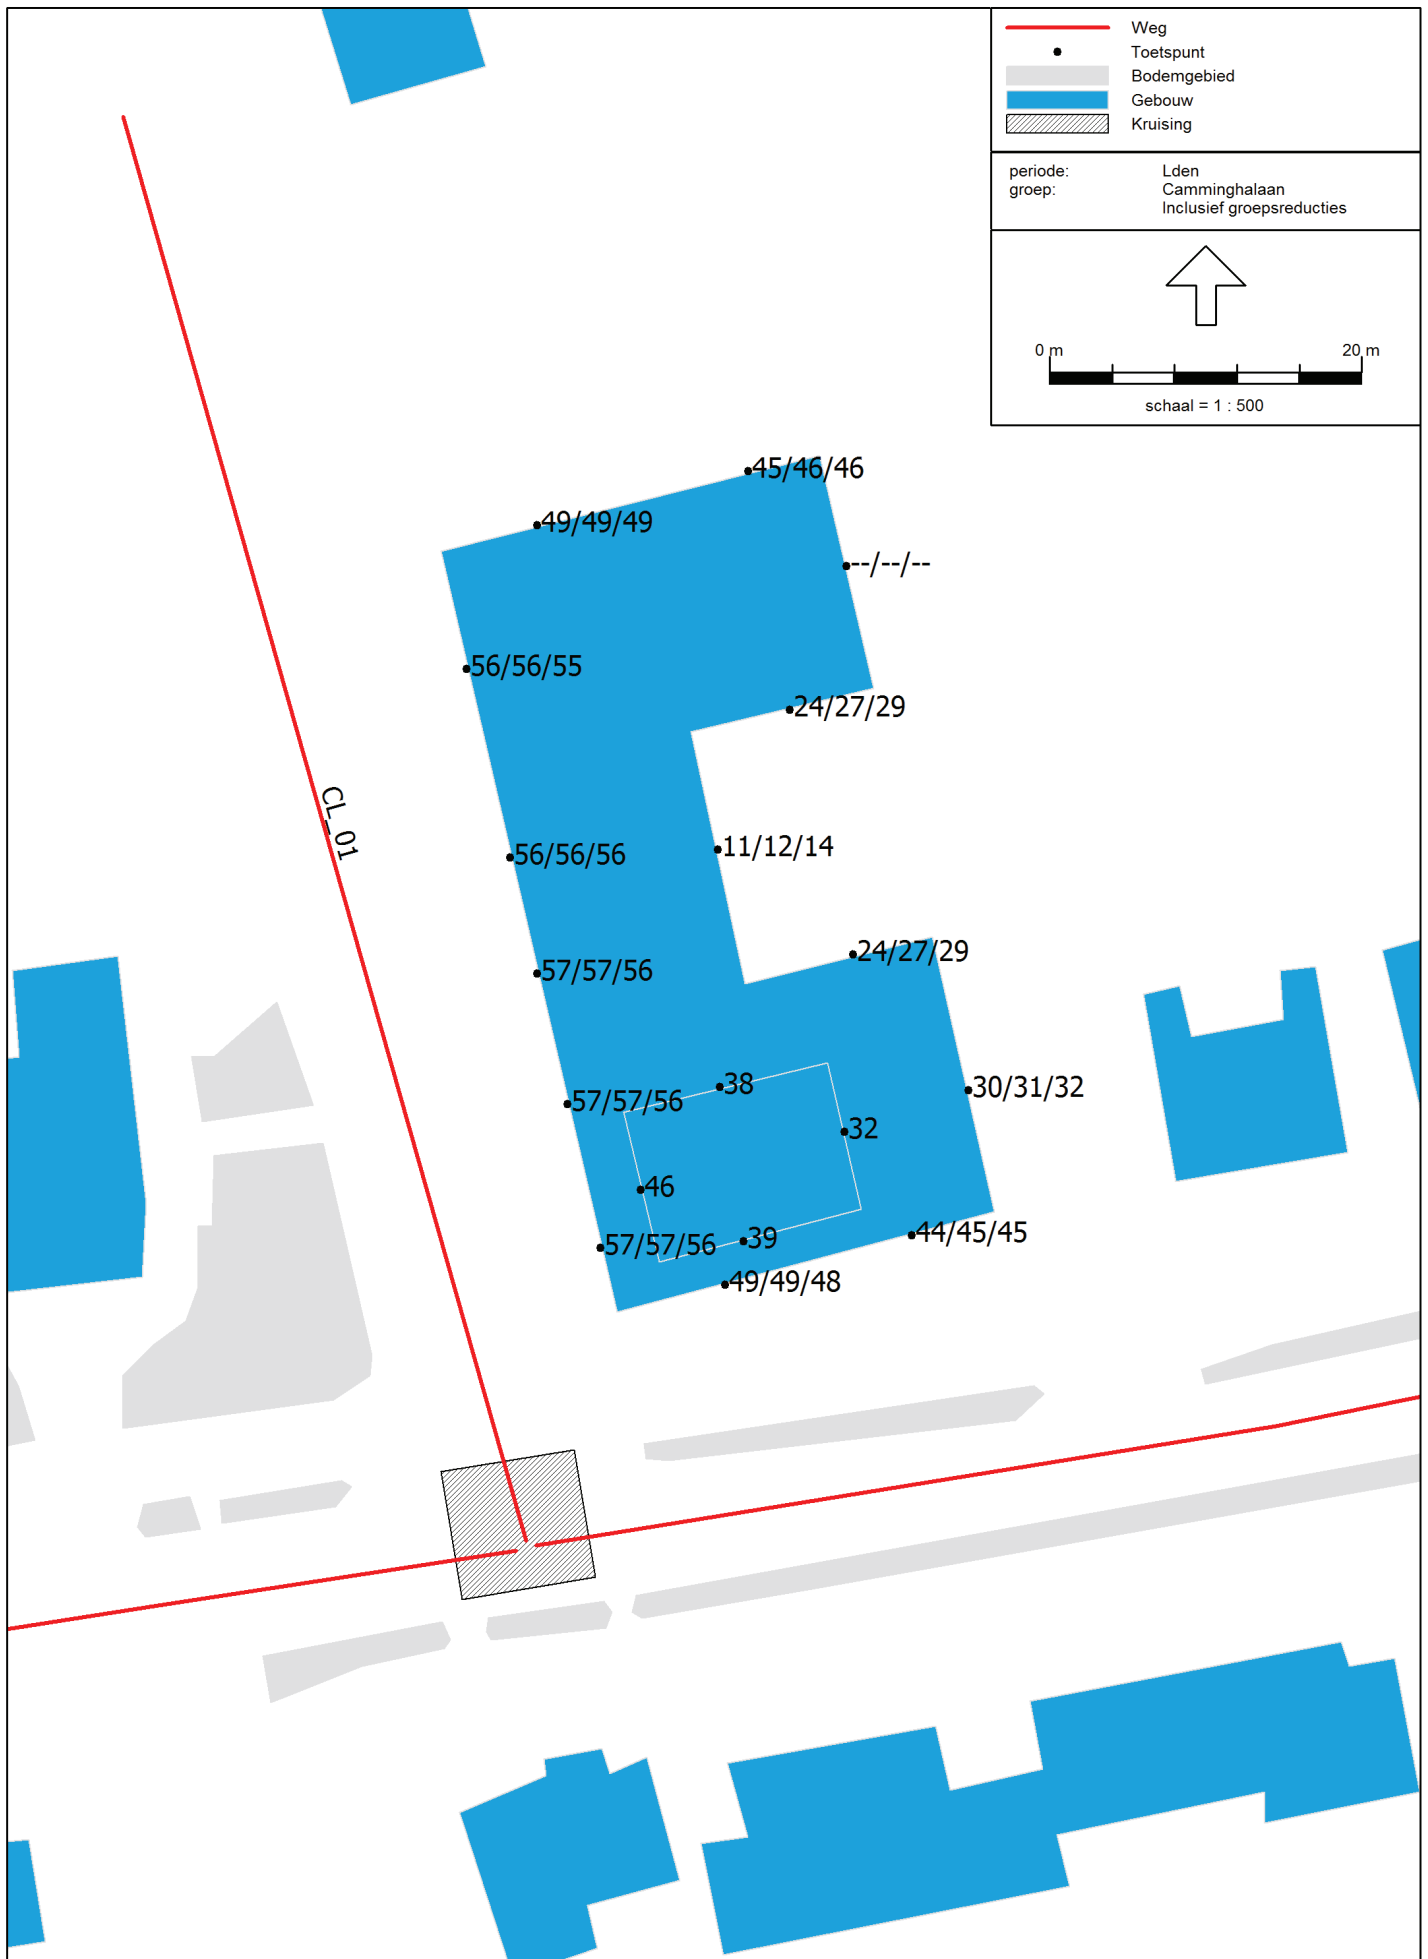 Weg
Toetspunt
Bodemgebied
Gebouw
Kruising
periode: Lden
groep: Camminghalaan
Inclusief groepsreducties
0 m 20 m
schaal = 1 : 500
45/46/46
49/49/49
--/--/--
56/56/55
24/27/29
CL_01
11/12/14
56/56/56
24/27/29
57/57/56
38
30/31/32
57/57/56
32
46
44/45/45
39
57/57/56
49/49/48